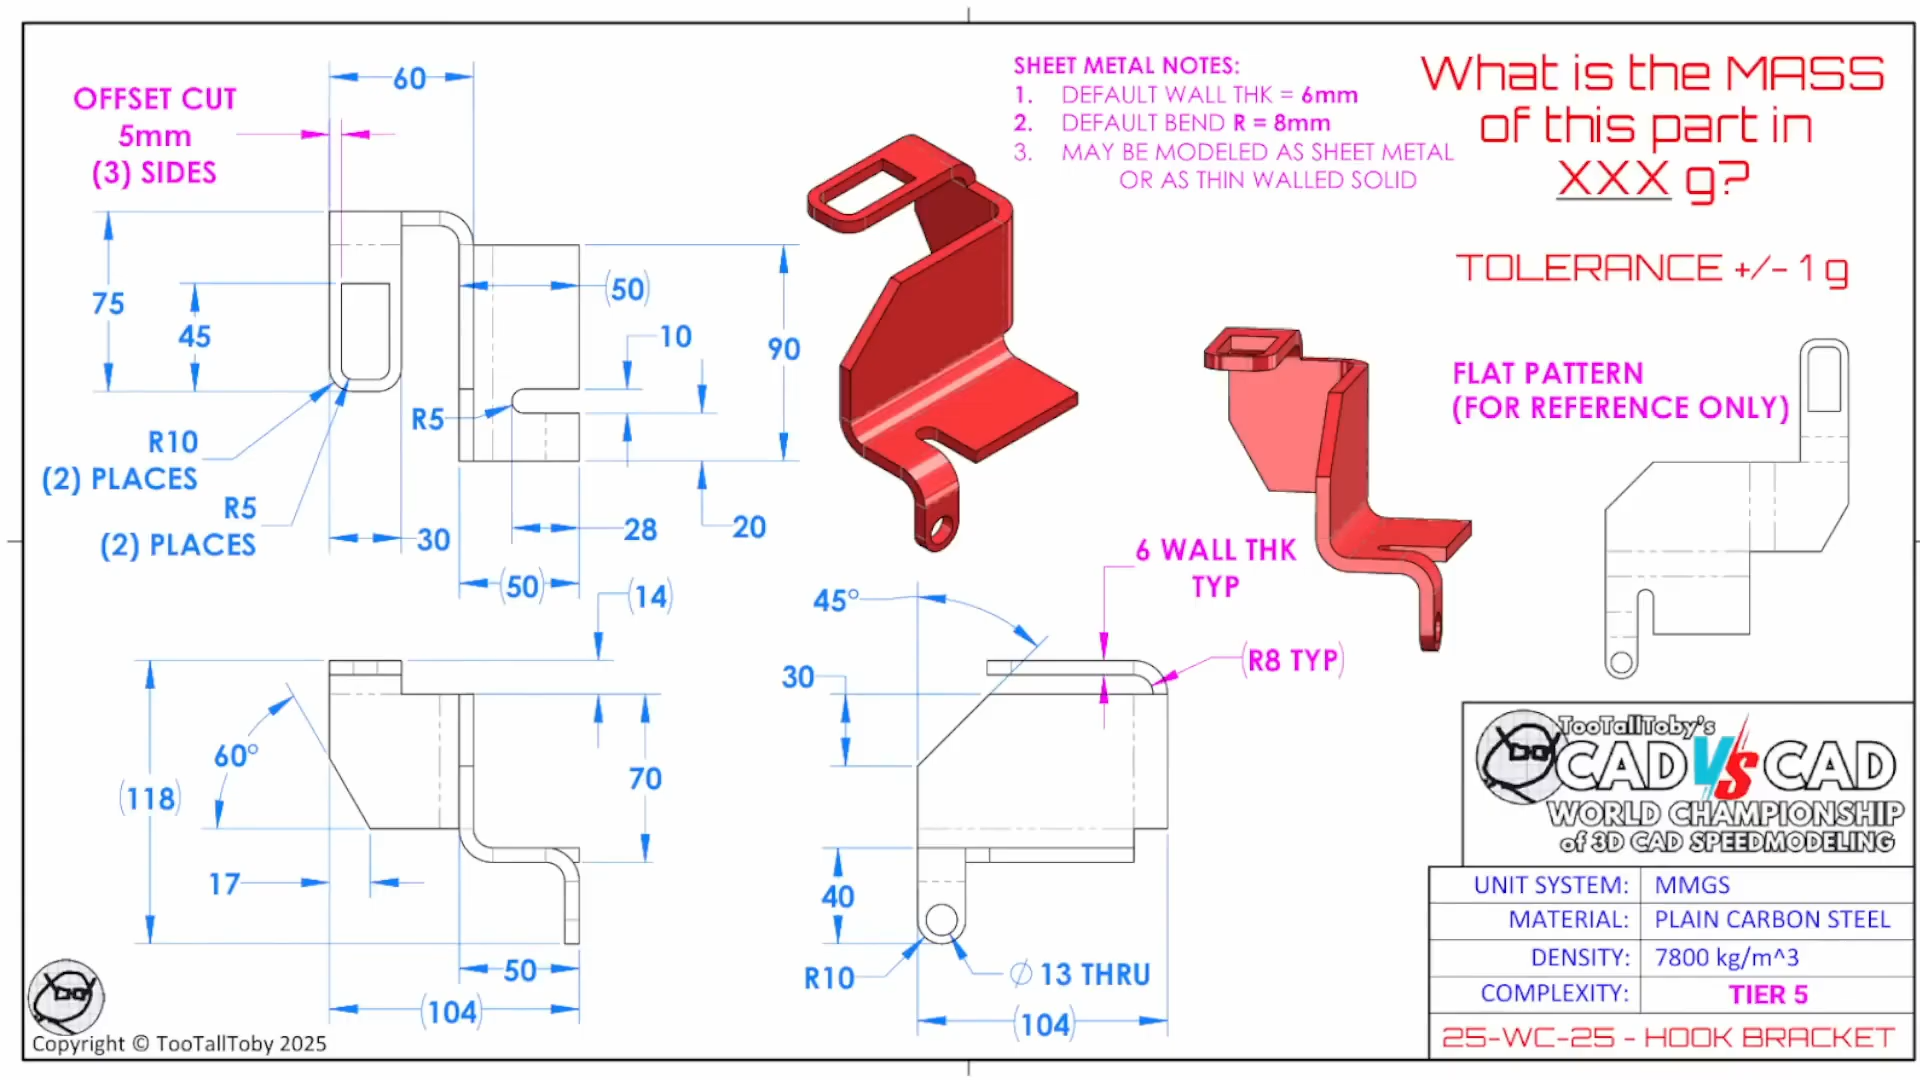 60
OFFSET CUT
5mm
(3) SIDES
75
45
R10
(2) PLACES
R5
(2) PLACES
30
(50)
10
90
R5
28
20
(50)
SHEET METAL NOTES:
1. DEFAULT WALL THK = 6mm
2. DEFAULT BEND R = 8mm
3. MAY BE MODELED AS SHEET METAL
OR AS THIN WALLED SOLID
What is the MASS
of this part in
XXX g?
TOLERANCE +/- 1 g
FLAT PATTERN
(FOR REFERENCE ONLY)
(14)
60°
(118)
70
17
50
(104)
45°
6 WALL THK
TYP
30
(R8 TYP)
40
R10
∅ 13 THRU
(104)
TooTallToby's
CAD VS CAD
WORLD CHAMPIONSHIP
of 3D CAD SPEEDMODELING
UNIT SYSTEM: MMGS
MATERIAL: PLAIN CARBON STEEL
DENSITY: 7800 kg/m^3
COMPLEXITY: TIER 5
25-WC-25 - HOOK BRACKET
Copyright © TooTallToby 2025